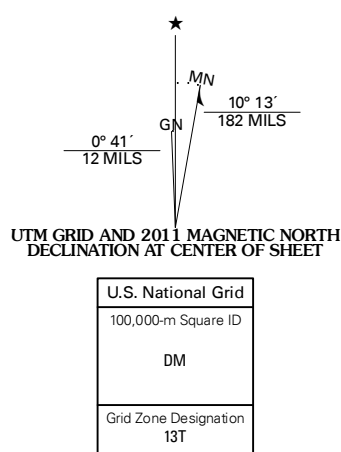 ★
MN
GN
10° 13´
182 MILS
0° 41´
12 MILS
UTM GRID AND 2011 MAGNETIC NORTH
DECLINATION AT CENTER OF SHEET
U.S. National Grid
100,000-m Square ID
DM
Grid Zone Designation
13T